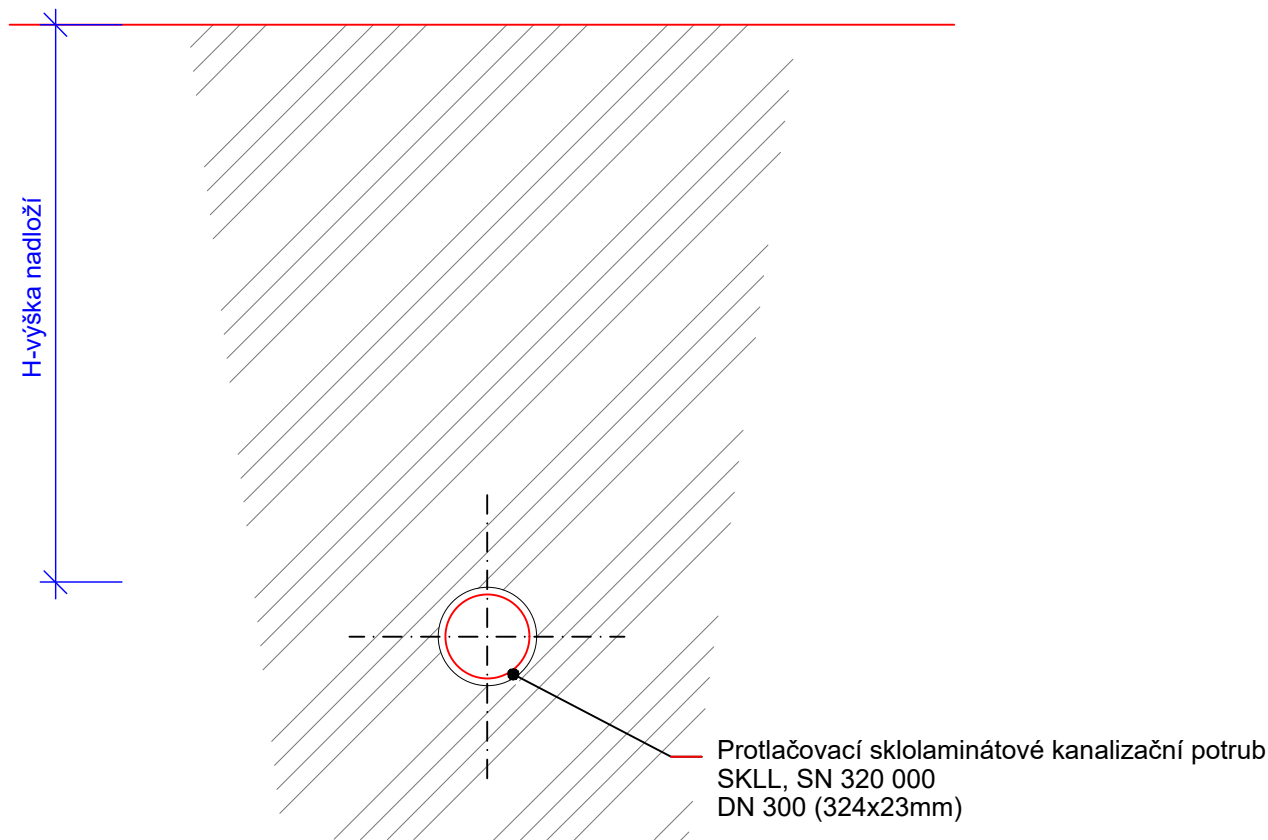 H-výška nadloží
Protlačovací sklolaminátové kanalizační potrub
SKLL, SN 320 000
DN 300 (324x23mm)